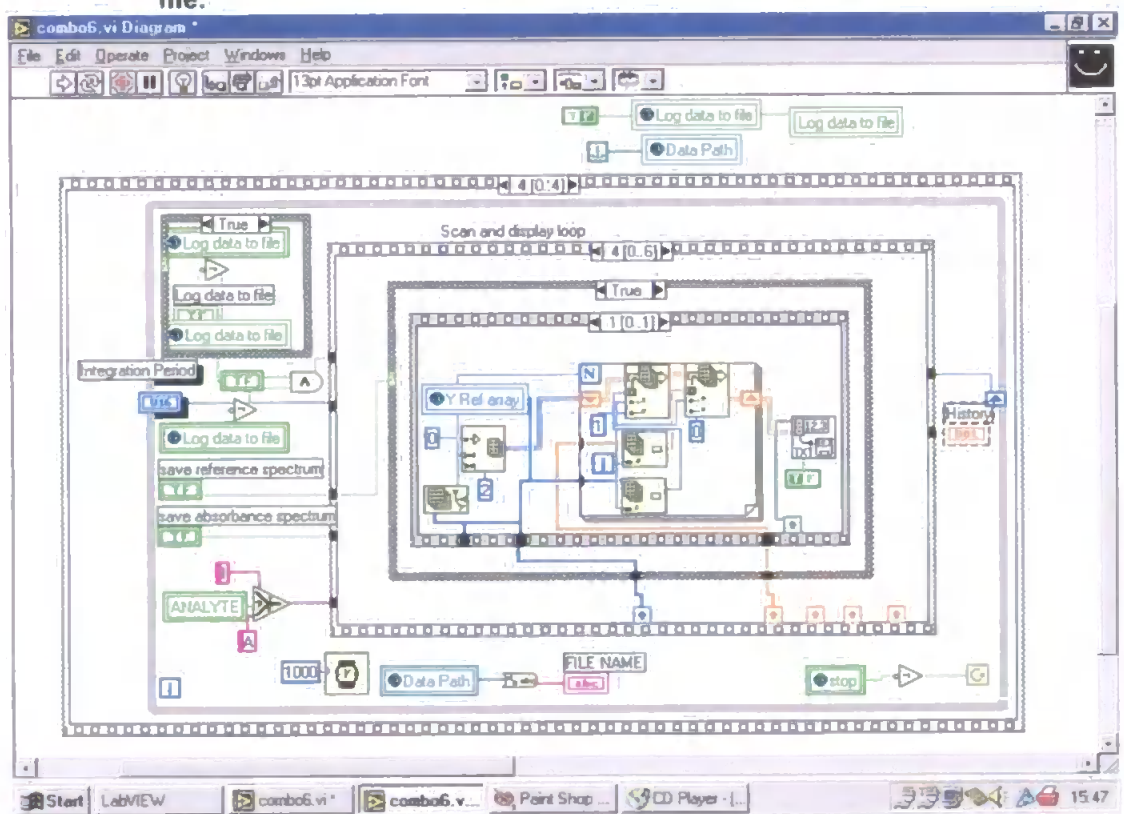 file.
combo6.vi Diagram *
File Edit Operate Project Windows Help
13pt Application Font
Log data to file
Log data to file
Data Path
4 [0..4]
True
Log data to file
Log data to file
Log data to file
Scan and display loop
4 [0..6]
True
1 [0..1]
Integration Period
U16
Log data to file
save reference spectrum
save absorbance spectrum
ANALYTE
A
Y Ref array
N
0
2
1
TXT
History
1000
Data Path
FILE NAME
abc
stop
i
Start LabVIEW combo6.vi * combo6.v... Paint Shop ... CD Player - [... 15:47